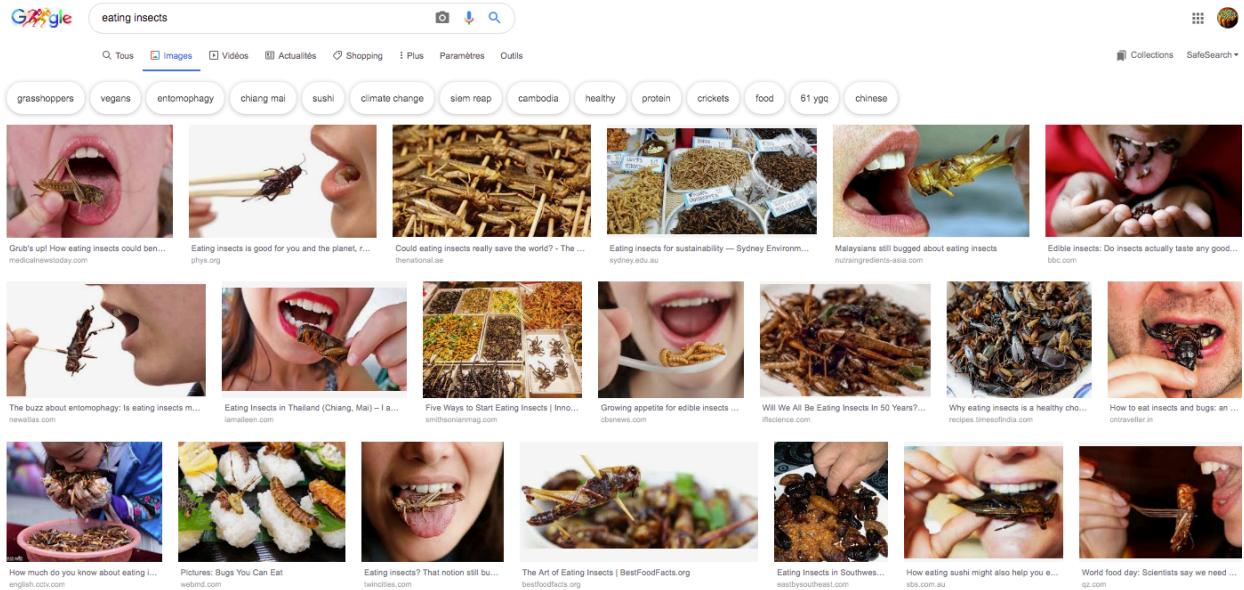 Google
eating insects
Tous Images Vidéos Actualités Shopping Plus Paramètres Outils Collections SafeSearch
grasshoppers vegans entomophagy chiang mai sushi climate change siem reap cambodia healthy protein crickets food 61 ygq chinese
Grub's up! How eating insects could ben...
medicalnewstoday.com
Eating insects is good for you and the planet, r...
phys.org
Could eating insects really save the world? - The ...
thenational.ae
Eating insects for sustainability — Sydney Environm...
sydney.edu.au
Malaysians still bugged about eating insects
nutraingredients-asia.com
Edible insects: Do insects actually taste any good...
bbc.com
The buzz about entomophagy: Is eating insects m...
newatlas.com
Eating Insects in Thailand (Chiang, Mai) – I a...
iamaileen.com
Five Ways to Start Eating Insects | Inno...
smithsonianmag.com
Growing appetite for edible insects ...
cbsnews.com
Will We All Be Eating Insects In 50 Years?...
iflscience.com
Why eating insects is a healthy cho...
recipes.timesofindia.com
How to eat insects and bugs: an ...
cntraveller.in
How much do you know about eating i...
english.cctv.com
Pictures: Bugs You Can Eat
webmd.com
Eating insects? That notion still bu...
twincities.com
The Art of Eating Insects | BestFoodFacts.org
bestfoodfacts.org
Eating Insects in Southwes...
eastbysoutheast.com
How eating sushi might also help you e...
sbs.com.au
World food day: Scientists say we need ...
qz.com